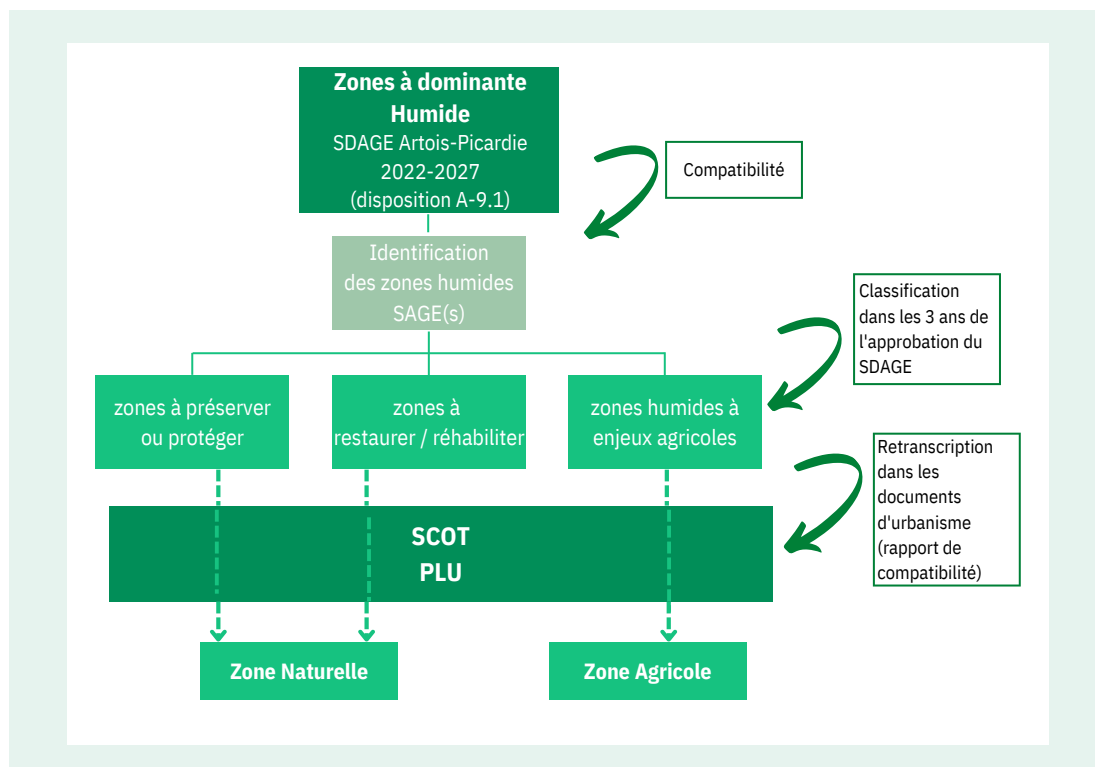 Zones à dominante
Humide
SDAGE Artois-Picardie
2022-2027
(disposition A-9.1)
Compatibilité
Identification
des zones humides
SAGE(s)
Classification
dans les 3 ans de
l'approbation du
SDAGE
zones à préserver
ou protéger
zones à
restaurer / réhabiliter
zones humides à
enjeux agricoles
Retranscription
dans les
documents
d'urbanisme
(rapport de
compatibilité)
SCOT
PLU
Zone Naturelle
Zone Agricole